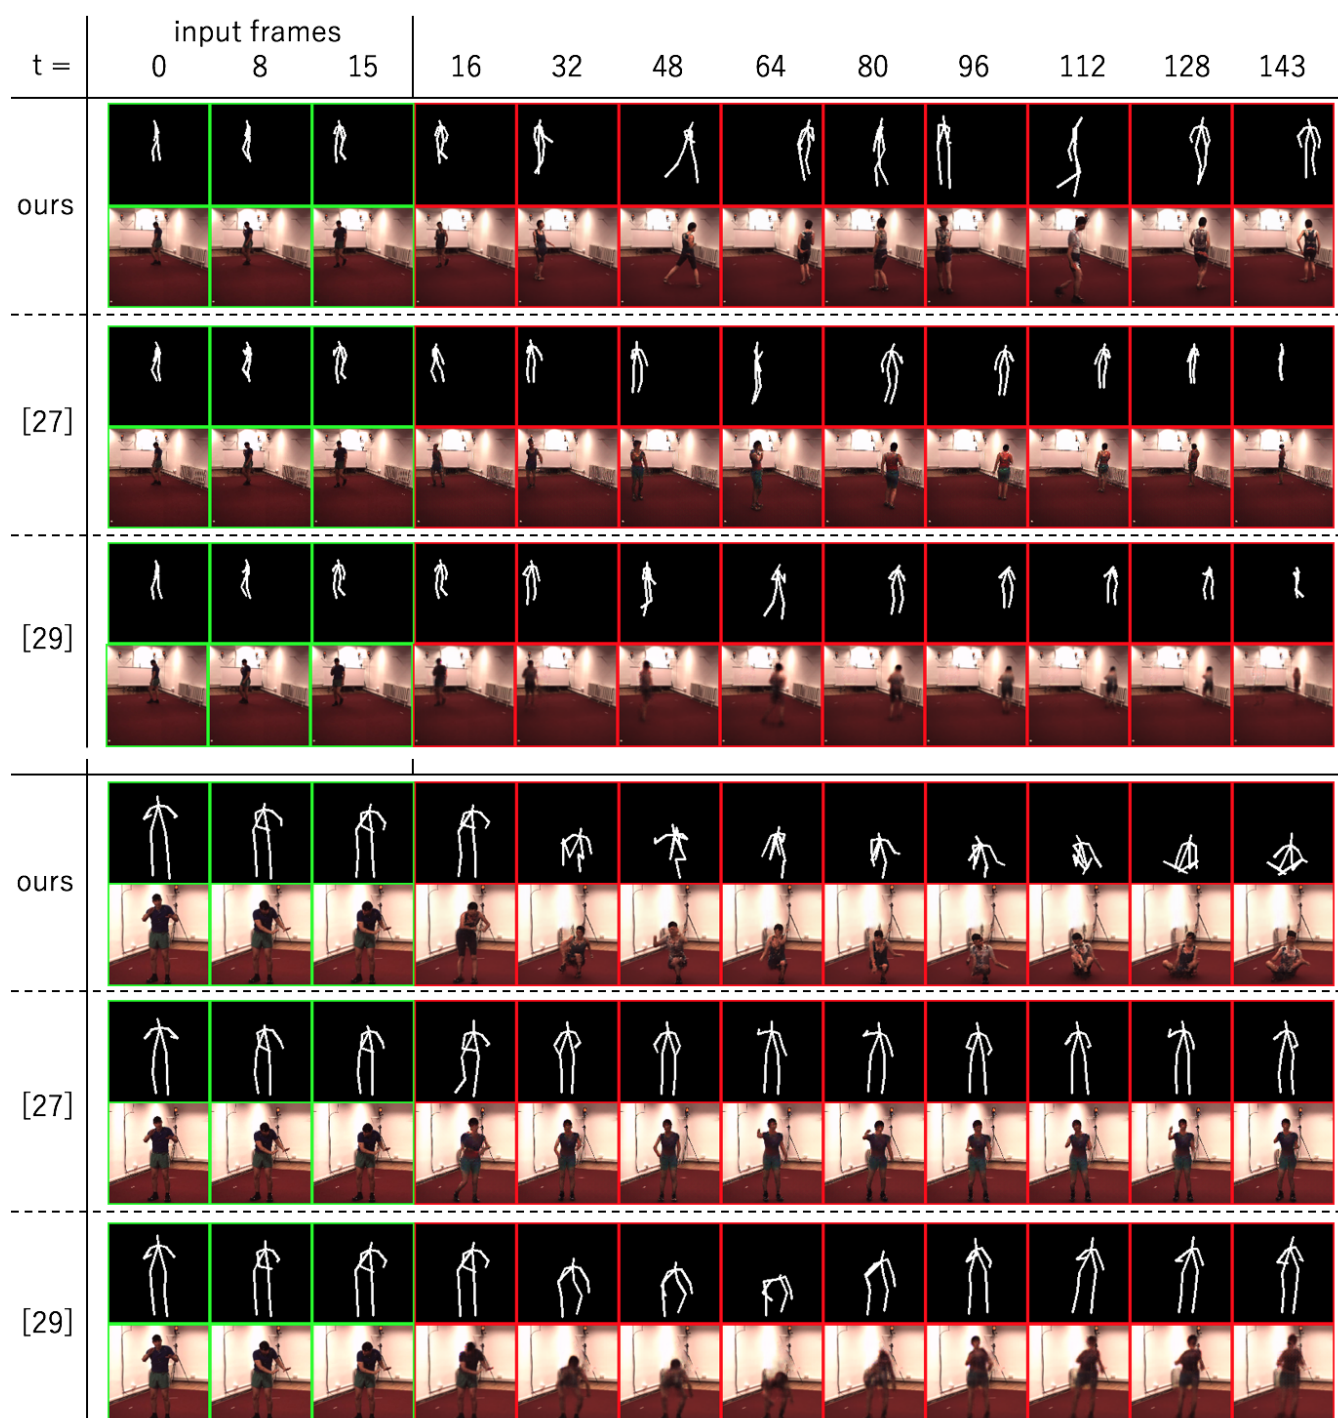 input frames
t = 0 8 15 16 32 48 64 80 96 112 128 143
ours
[27]
[29]
ours
[27]
[29]